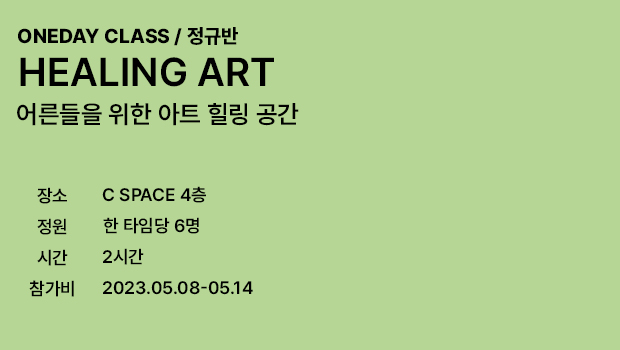 ONEDAY CLASS / 정규반
HEALING ART
어른들을 위한 아트 힐링 공간
장소 C SPACE 4층
정원 한 타임당 6명
시간 2시간
참가비 2023.05.08-05.14